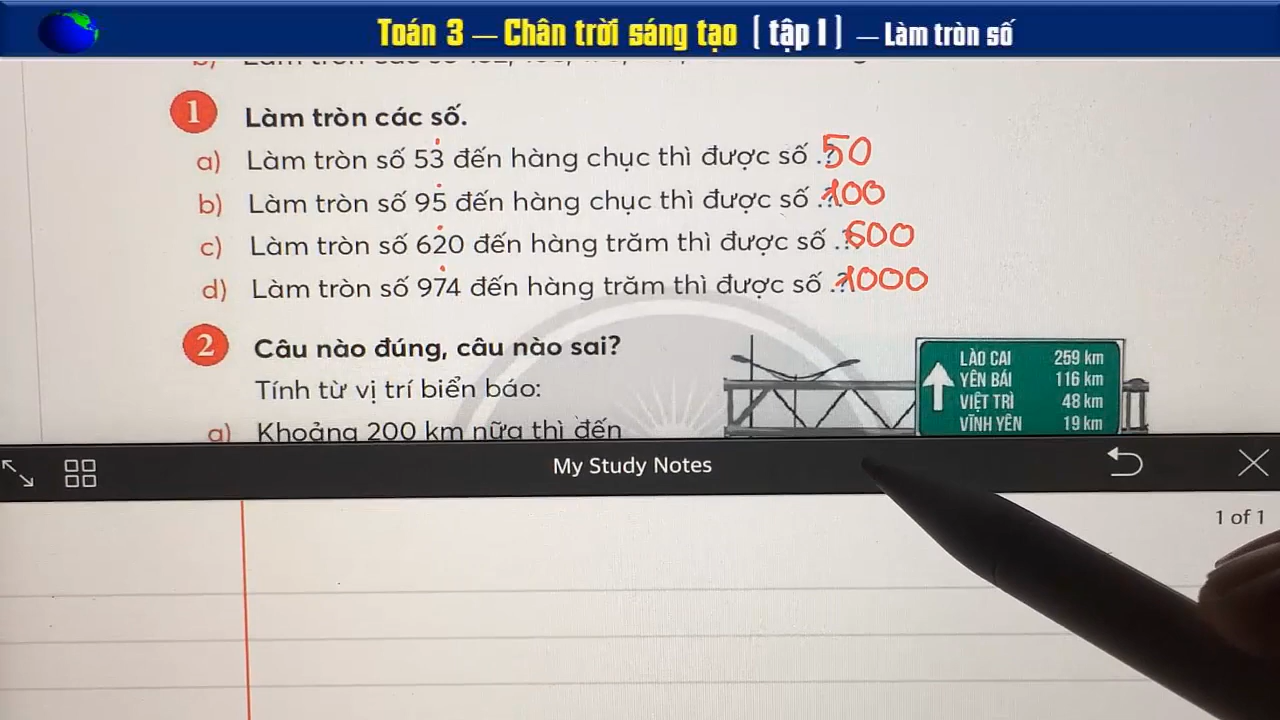 Toán 3 — Chân trời sáng tạo [ tập 1 ] — Làm tròn số
1 Làm tròn các số.
a) Làm tròn số 53 đến hàng chục thì được số .?. 50
b) Làm tròn số 95 đến hàng chục thì được số .?. 100
c) Làm tròn số 620 đến hàng trăm thì được số .?. 600
d) Làm tròn số 974 đến hàng trăm thì được số .?. 1000
2 Câu nào đúng, câu nào sai?
Tính từ vị trí biển báo:
a) Khoảng 200 km nữa thì đến
LÀO CAI 259 km
YÊN BÁI 116 km
VIỆT TRÌ 48 km
VĨNH YÊN 19 km
My Study Notes
1 of 1